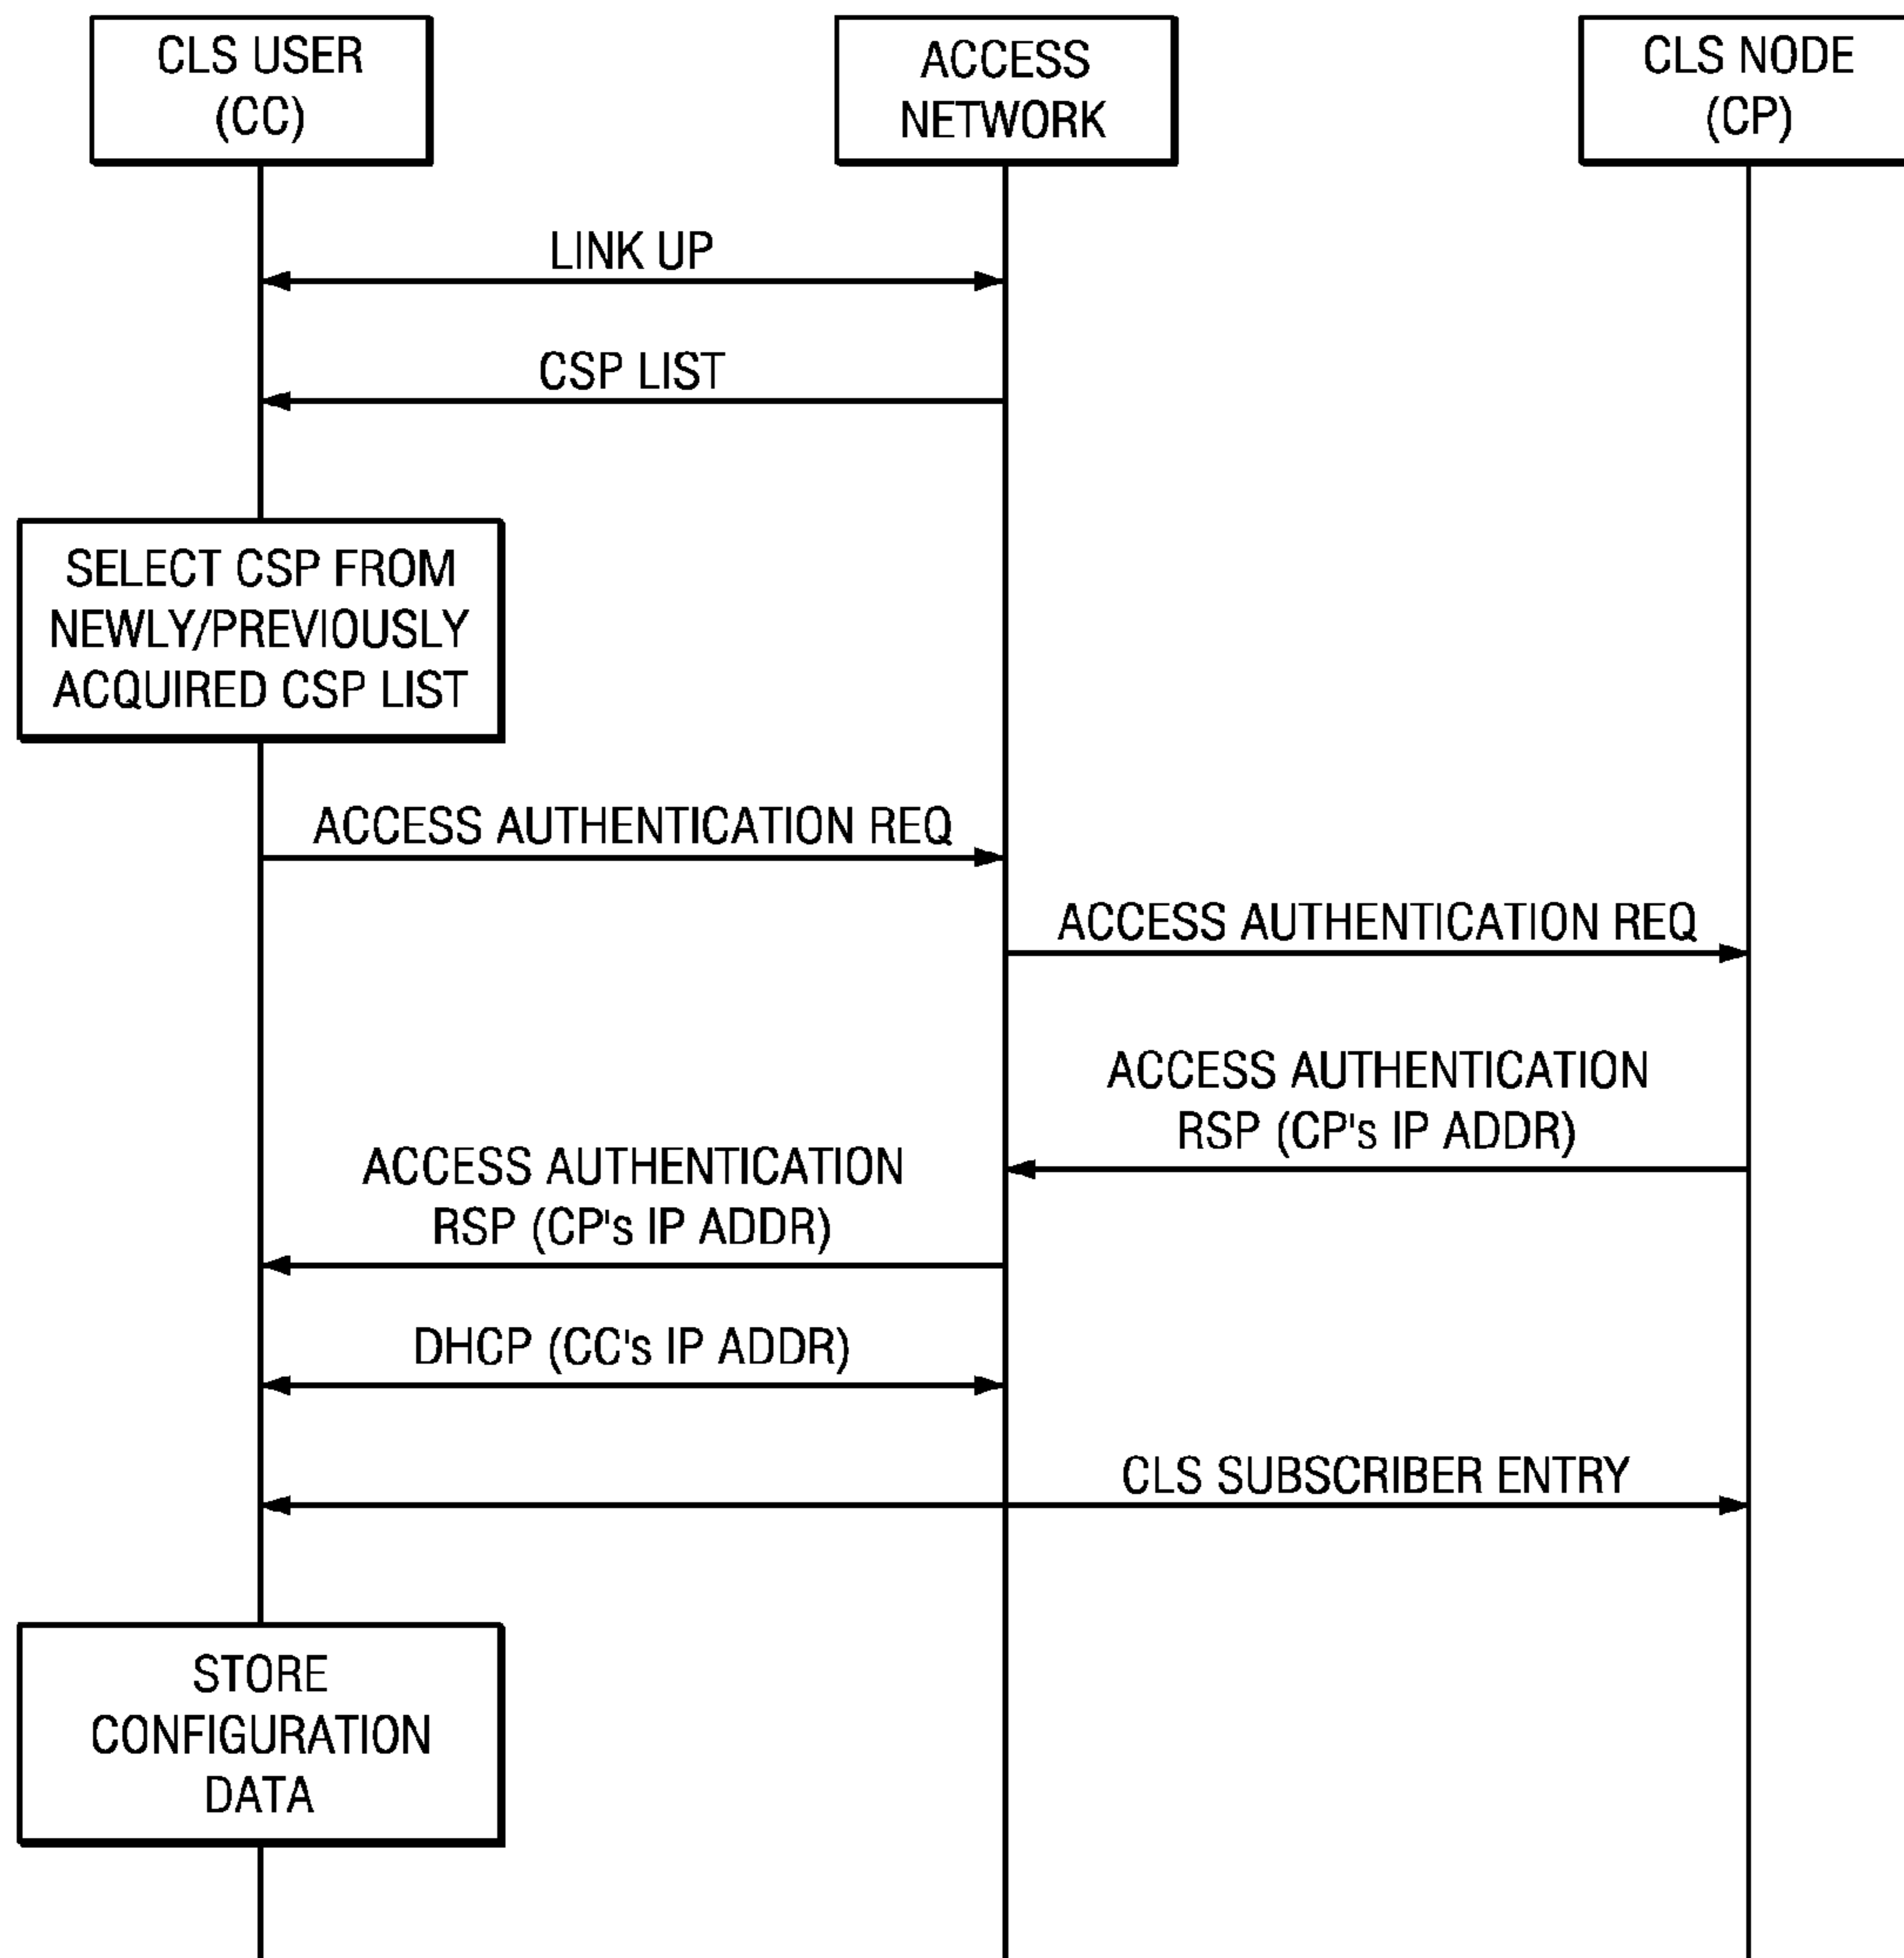 CLS USER
(CC)
ACCESS
NETWORK
CLS NODE
(CP)
LINK UP
CSP LIST
SELECT CSP FROM
NEWLY/PREVIOUSLY
ACQUIRED CSP LIST
ACCESS AUTHENTICATION REQ
ACCESS AUTHENTICATION REQ
ACCESS AUTHENTICATION
RSP (CP's IP ADDR)
ACCESS AUTHENTICATION
RSP (CP's IP ADDR)
DHCP (CC's IP ADDR)
CLS SUBSCRIBER ENTRY
STORE
CONFIGURATION
DATA